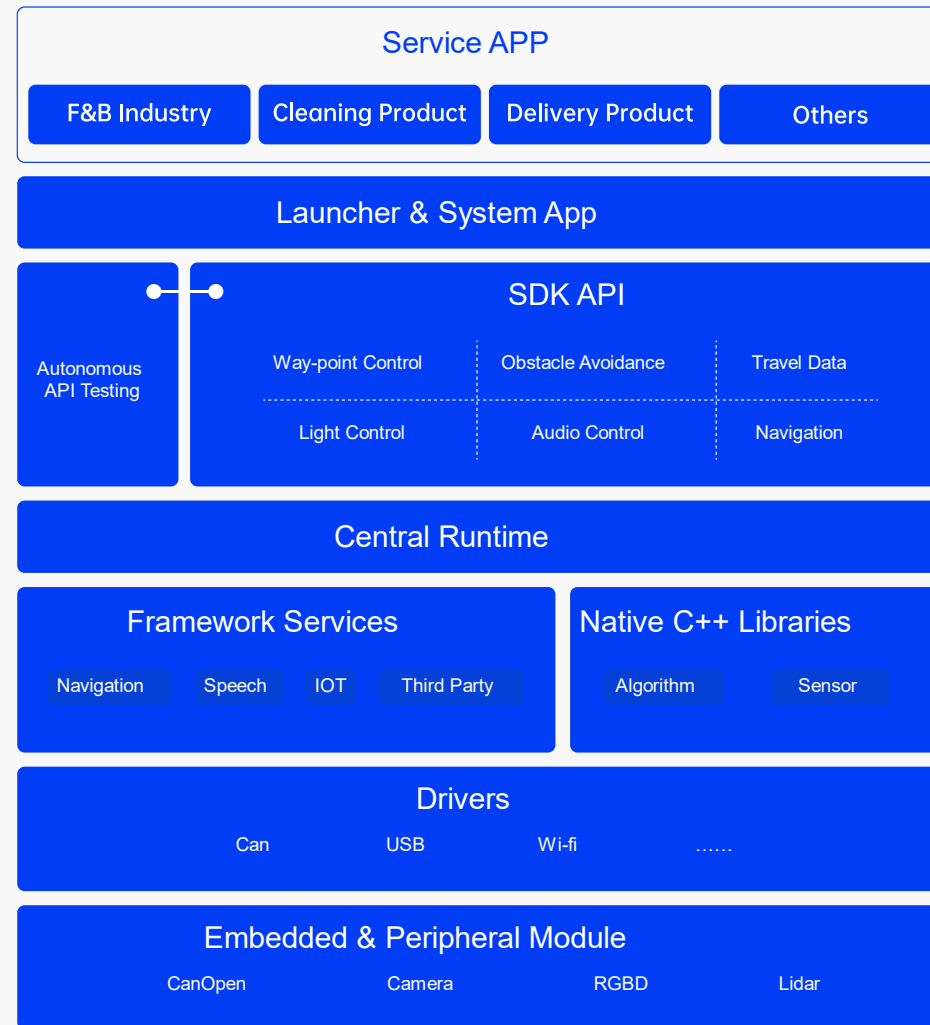 Service APP
F&B Industry
Cleaning Product
Delivery Product
Others
Launcher & System App
Autonomous
API Testing
SDK API
Way-point Control
Obstacle Avoidance
Travel Data
Light Control
Audio Control
Navigation
Central Runtime
Framework Services
Navigation
Speech
IOT
Third Party
Native C++ Libraries
Algorithm
Sensor
Drivers
Can
USB
Wi-fi
……
Embedded & Peripheral Module
CanOpen
Camera
RGBD
Lidar